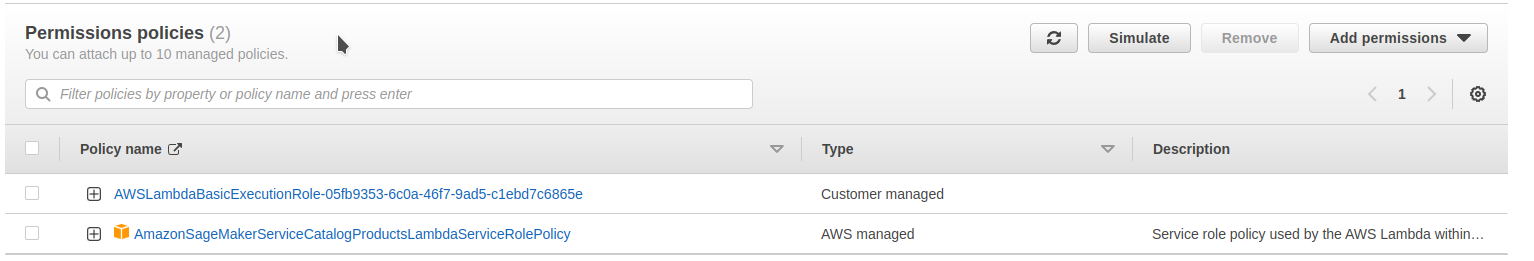 Permissions policies (2)
You can attach up to 10 managed policies.
Simulate
Remove
Add permissions
Filter policies by property or policy name and press enter
1
Policy name Type Description
AWSLambdaBasicExecutionRole-05fb9353-6c0a-46f7-9ad5-c1ebd7c6865e Customer managed
AmazonSageMakerServiceCatalogProductsLambdaServiceRolePolicy AWS managed Service role policy used by the AWS Lambda within…